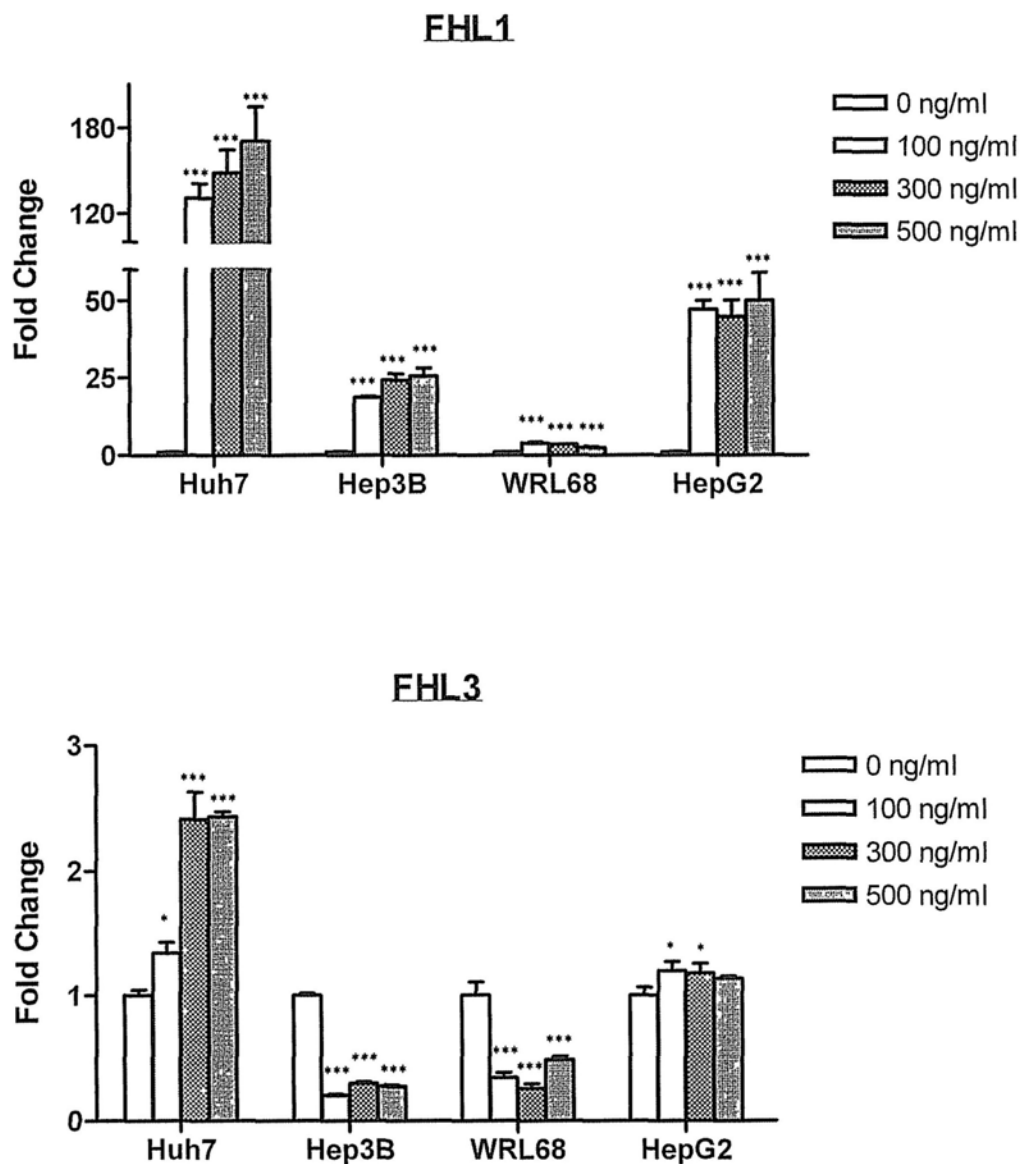 FHL1
Fold Change
180
120
50
25
0
*** *** ***
*** *** ***
*** *** ***
*** *** ***
Huh7 Hep3B WRL68 HepG2
0 ng/ml
100 ng/ml
300 ng/ml
500 ng/ml
FHL3
Fold Change
3
2
1
0
* *** ***
*** *** ***
*** *** ***
* *
Huh7 Hep3B WRL68 HepG2
0 ng/ml
100 ng/ml
300 ng/ml
500 ng/ml